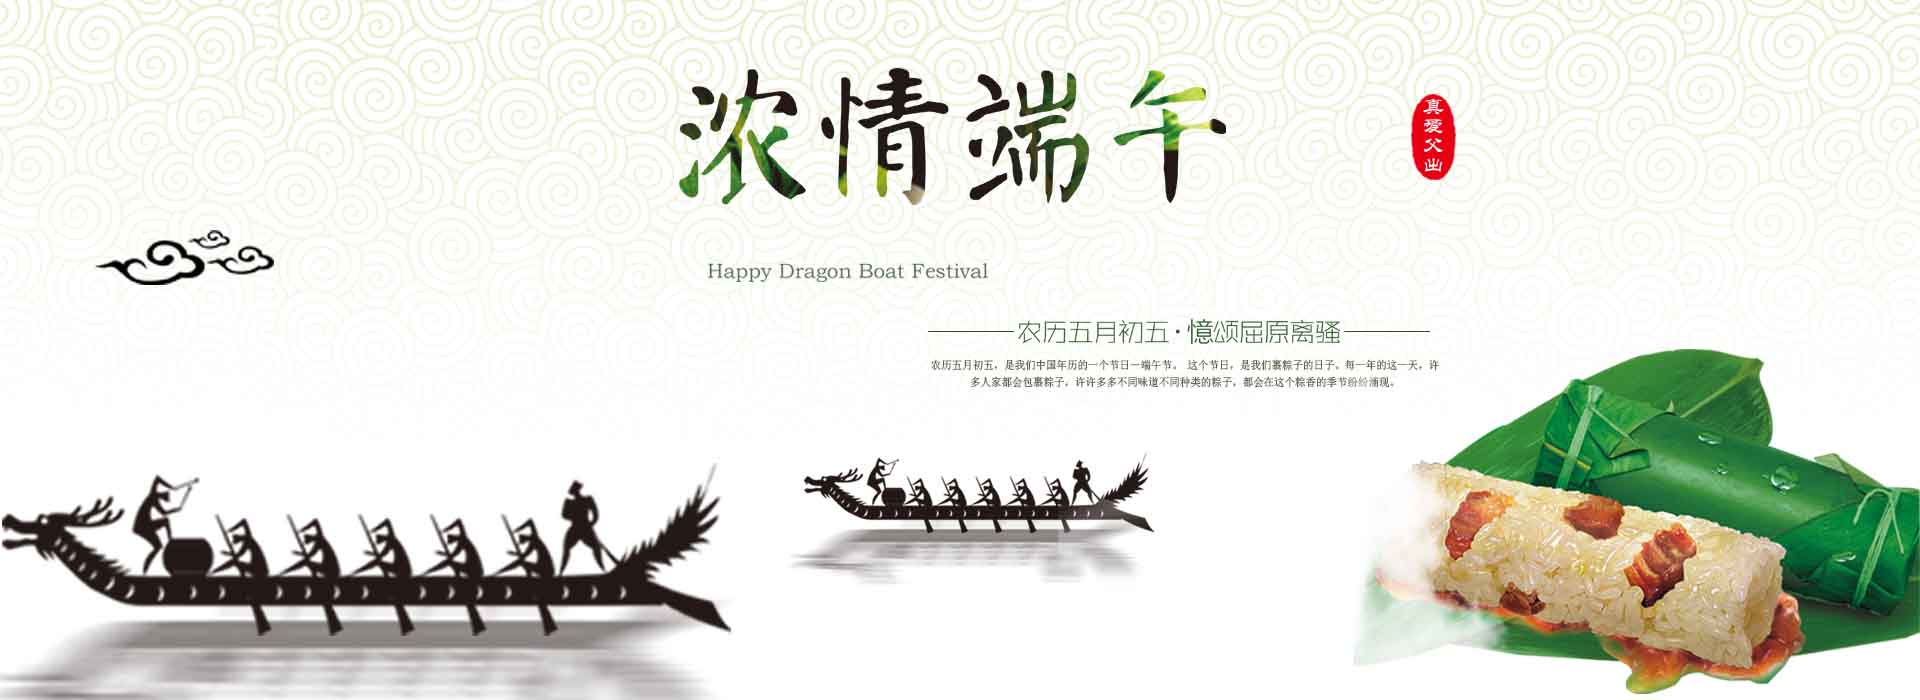 浓情端午
真爱父出
Happy Dragon Boat Festival
农历五月初五·憶颂屈原离骚
农历五月初五，是我们中国年历的一个节日一端午节。 这个节日，是我们裹粽子的日子。每一年的这一天，许
多人家都会包裹粽子，许许多多不同味道不同种类的粽子，都会在这个粽香的季节纷纷涌现。